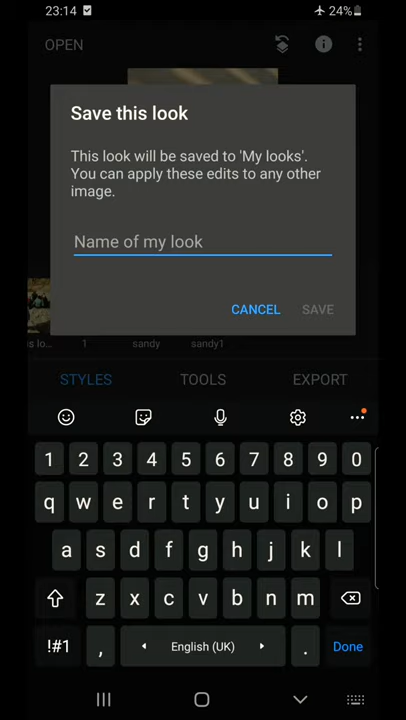 23:14
24%
OPEN
Save this look
This look will be saved to 'My looks'.
You can apply these edits to any other
image.
Name of my look
CANCEL SAVE
is lo... 1 sandy sandy1
STYLES TOOLS EXPORT
1 2 3 4 5 6 7 8 9 0
q w e r t y u i o p
a s d f g h j k l
z x c v b n m
!#1 , English (UK) . Done